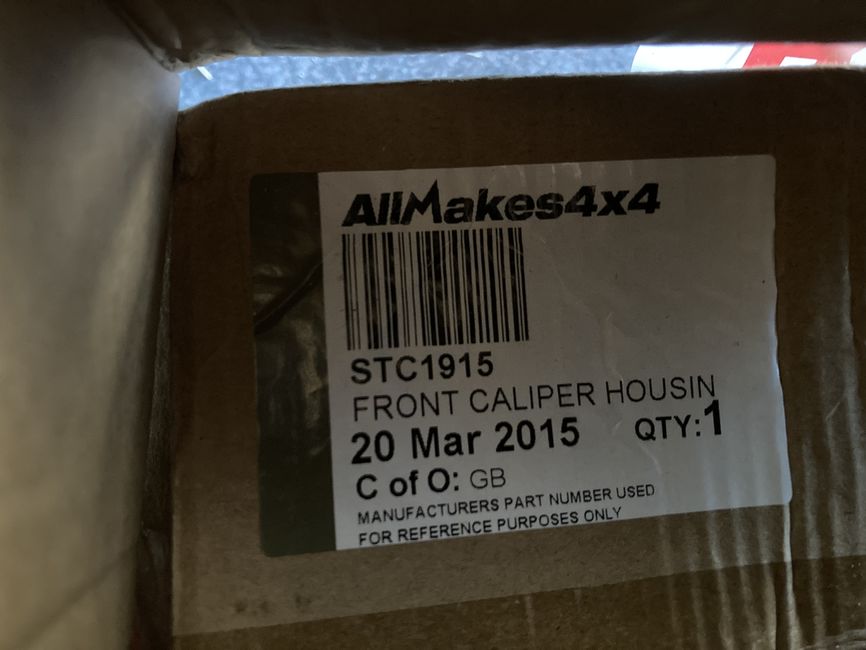 AllMakes4x4
STC1915
FRONT CALIPER HOUSIN
20 Mar 2015 QTY:1
C of O: GB
MANUFACTURERS PART NUMBER USED
FOR REFERENCE PURPOSES ONLY